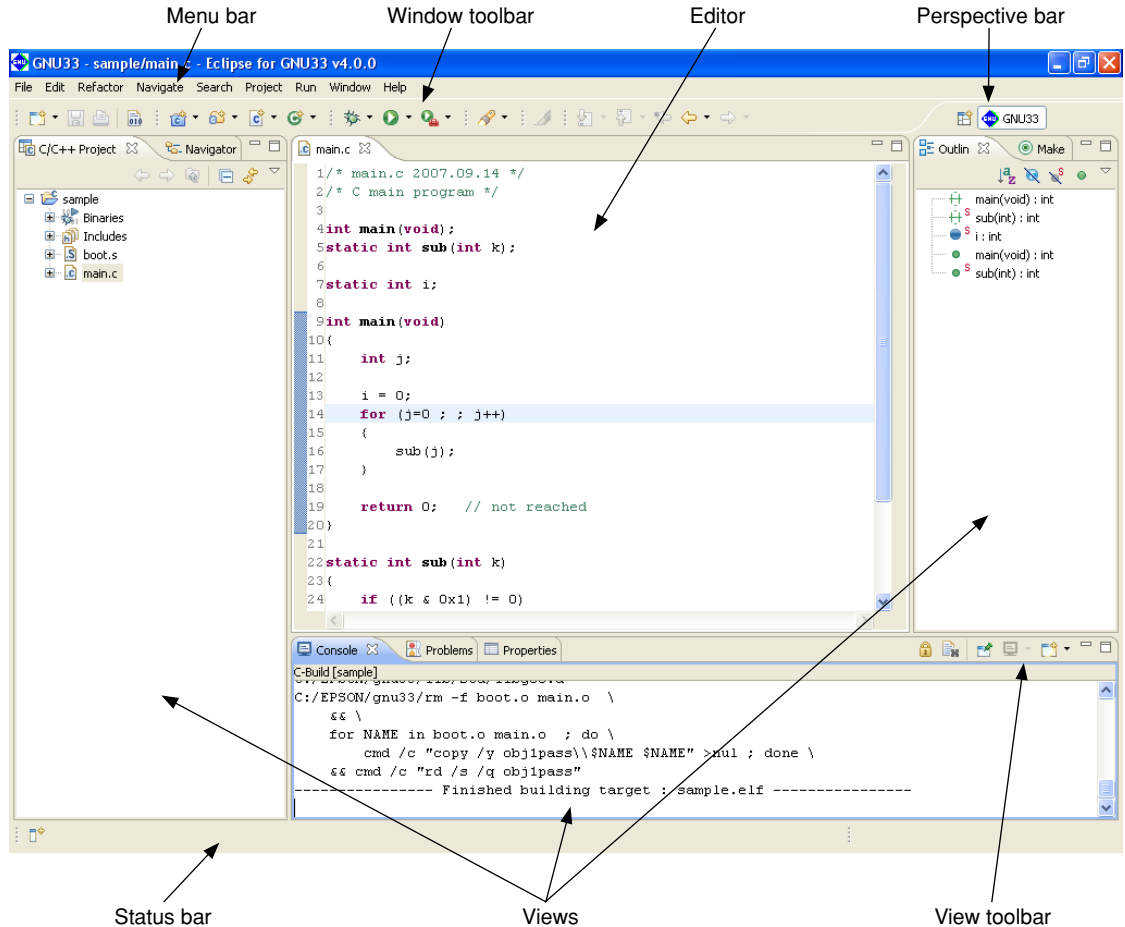 Menu bar Window toolbar Editor Perspective bar
GNU33 - sample/main.c - Eclipse for GNU33 v4.0.0
File Edit Refactor Navigate Search Project Run Window Help
GNU33
C/C++ Project Navigator
sample
Binaries
Includes
boot.s
main.c
main.c
1/* main.c 2007.09.14 */
2/* C main program */
3
4int main(void);
5static int sub(int k);
6
7static int i;
8
9int main(void)
10{
11 int j;
12
13 i = 0;
14 for (j=0 ; ; j++)
15 {
16 sub(j);
17 }
18
19 return 0; // not reached
20}
21
22static int sub(int k)
23{
24 if ((k & 0x1) != 0)
Outlin Make
main(void) : int
S sub(int) : int
S i : int
main(void) : int
S sub(int) : int
Console Problems Properties
C-Build [sample]
C:/EPSON/gnu33/rm -f boot.o main.o \
&& \
for NAME in boot.o main.o ; do \
cmd /c "copy /y obj1pass\\$NAME $NAME" >nul ; done \
&& cmd /c "rd /s /q obj1pass"
---------------- Finished building target : sample.elf ----------------
Status bar Views View toolbar